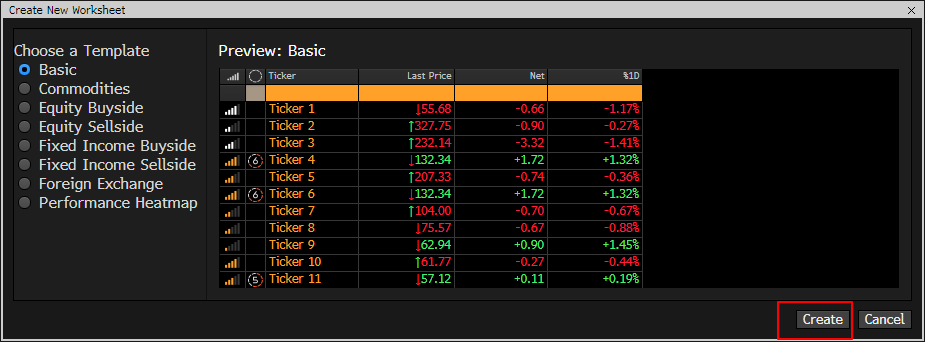 Create New Worksheet
Choose a Template
Basic
Commodities
Equity Buyside
Equity Sellside
Fixed Income Buyside
Fixed Income Sellside
Foreign Exchange
Performance Heatmap
Preview: Basic
Ticker Last Price Net %1D
Ticker 1 ↓55.68 -0.66 -1.17%
Ticker 2 ↑327.75 -0.90 -0.27%
Ticker 3 ↑232.14 -3.32 -1.41%
6 Ticker 4 ↓132.34 +1.72 +1.32%
Ticker 5 ↑207.33 -0.74 -0.36%
6 Ticker 6 ↓132.34 +1.72 +1.32%
Ticker 7 ↑104.00 -0.70 -0.67%
Ticker 8 ↓75.57 -0.67 -0.88%
Ticker 9 ↓62.94 +0.90 +1.45%
Ticker 10 ↑61.77 -0.27 -0.44%
5 Ticker 11 ↓57.12 +0.11 +0.19%
Create Cancel